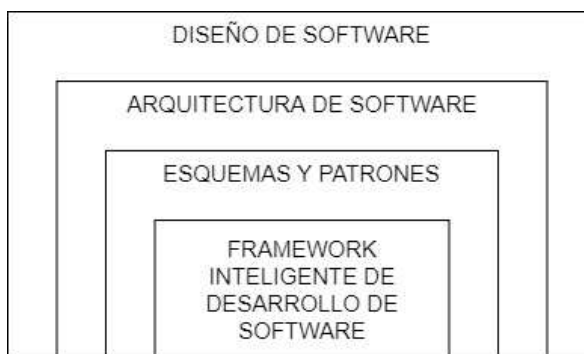 DISEÑO DE SOFTWARE
ARQUITECTURA DE SOFTWARE
ESQUEMAS Y PATRONES
FRAMEWORK
INTELIGENTE DE
DESARROLLO DE
SOFTWARE